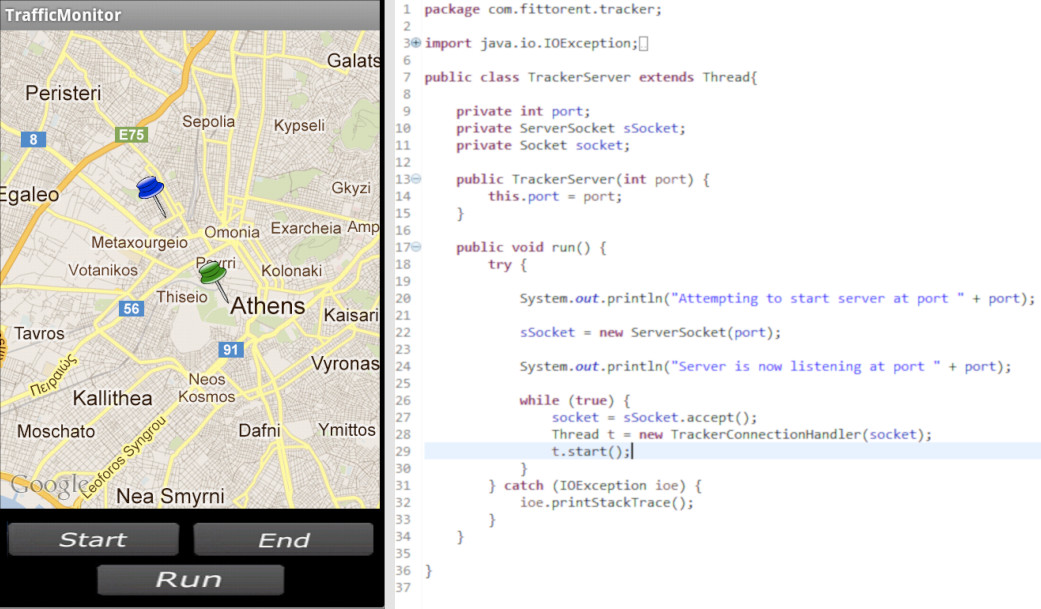 TrafficMonitor
Galats
Peristeri
Sepolia
Kypseli
8
E75
Egaleo
Gkyzi
Metaxourgeio
Omonia
Exarcheia
Amp
Votanikos
Kolonaki
Thiseio
Athens
56
Kaisari
Tavros
91
Vyronas
Πειραιώς
Neos
Kosmos
Kallithea
Moschato
Dafni
Ymittos
Leoforos Syngrou
Google
Nea Smyrni
Start
End
Run
1 package com.fittorent.tracker;
2
3 import java.io.IOException;
6
7 public class TrackerServer extends Thread{
8
9 private int port;
10 private ServerSocket sSocket;
11 private Socket socket;
12
13 public TrackerServer(int port) {
14 this.port = port;
15 }
16
17 public void run() {
18 try {
19
20 System.out.println("Attempting to start server at port " + port);
21
22 sSocket = new ServerSocket(port);
23
24 System.out.println("Server is now listening at port " + port);
25
26 while (true) {
27 socket = sSocket.accept();
28 Thread t = new TrackerConnectionHandler(socket);
29 t.start();
30 }
31 } catch (IOException ioe) {
32 ioe.printStackTrace();
33 }
34 }
35
36 }
37